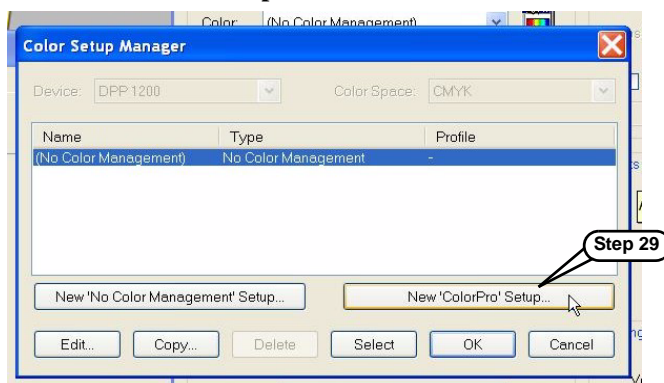 Color: (No Color Management)
Color Setup Manager
Device: DPP1200 Color Space: CMYK
Name Type Profile
(No Color Management) No Color Management -
Step 29
New 'No Color Management' Setup... New 'ColorPro' Setup...
Edit... Copy... Delete Select OK Cancel